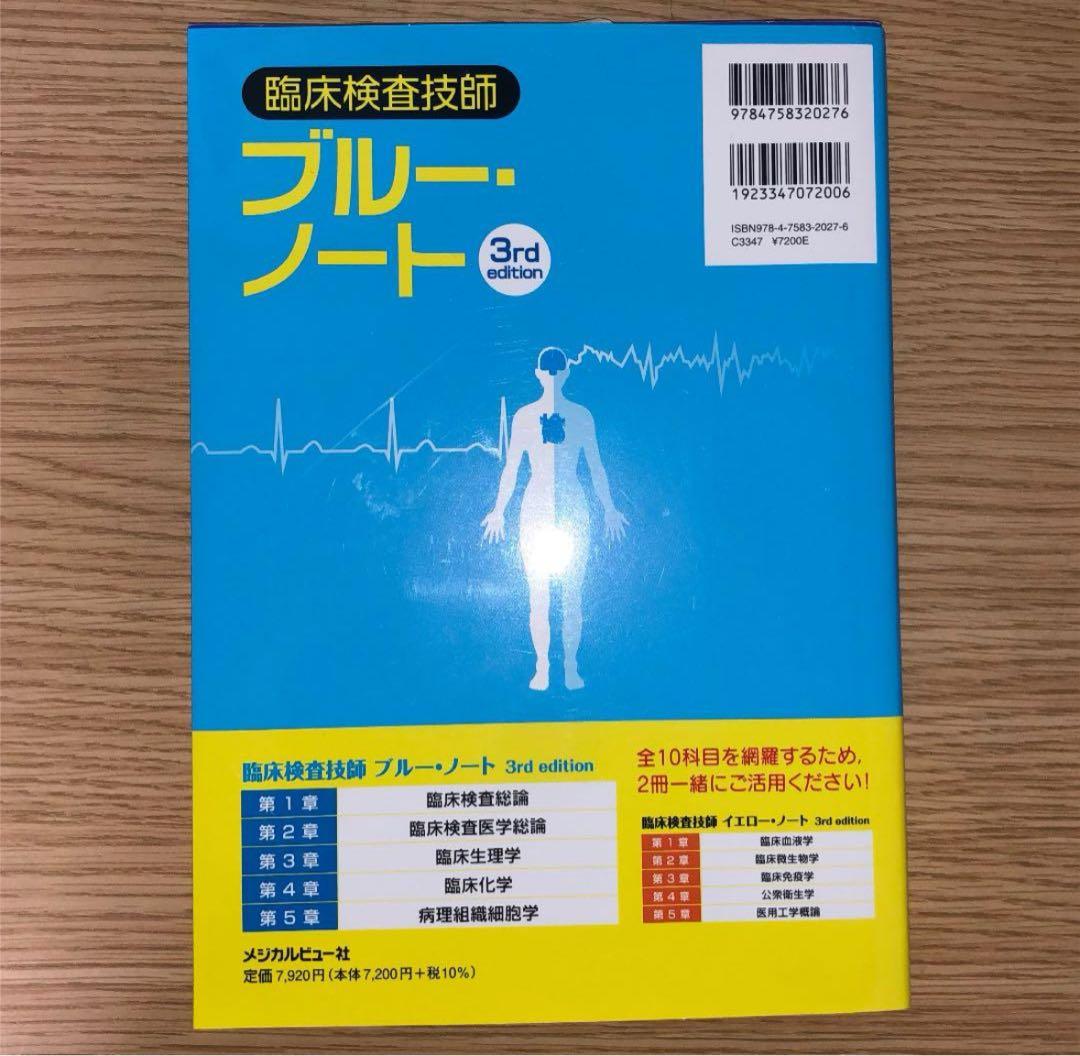 臨床検査技師
ブルー・
ノート
3rd
edition
9784758320276
1923347072006
ISBN978-4-7583-2027-6
C3347 ¥7200E
臨床検査技師 ブルー・ノート 3rd edition
第1章 臨床検査総論
第2章 臨床検査医学総論
第3章 臨床生理学
第4章 臨床化学
第5章 病理組織細胞学
メジカルビュー社
定価7,920円(本体7,200円+税10%)
全10科目を網羅するため,
2冊一緒にご活用ください!
臨床検査技師 イエロー・ノート 3rd edition
第1章 臨床血液学
第2章 臨床微生物学
第3章 臨床免疫学
第4章 公衆衛生学
第5章 医用工学概論